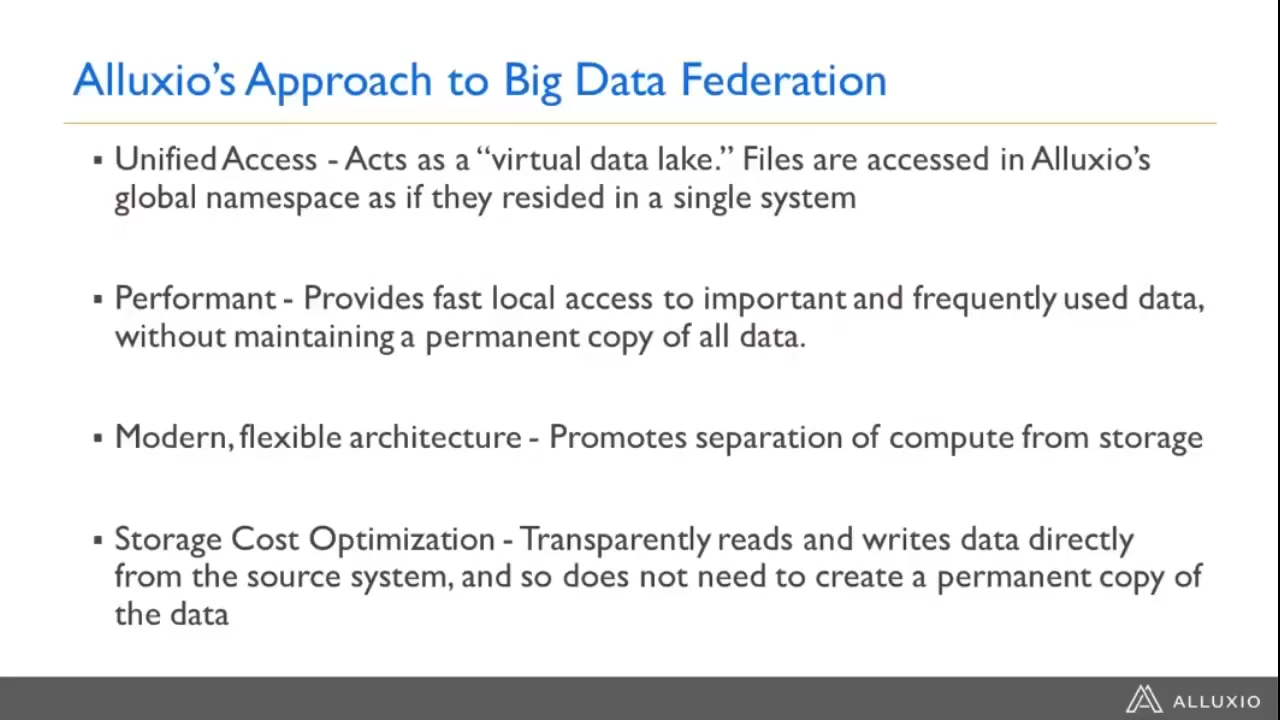 Alluxio's Approach to Big Data Federation
▪ Unified Access - Acts as a “virtual data lake.” Files are accessed in Alluxio’s
global namespace as if they resided in a single system
▪ Performant - Provides fast local access to important and frequently used data,
without maintaining a permanent copy of all data.
▪ Modern, flexible architecture - Promotes separation of compute from storage
▪ Storage Cost Optimization - Transparently reads and writes data directly
from the source system, and so does not need to create a permanent copy of
the data
ALLUXIO